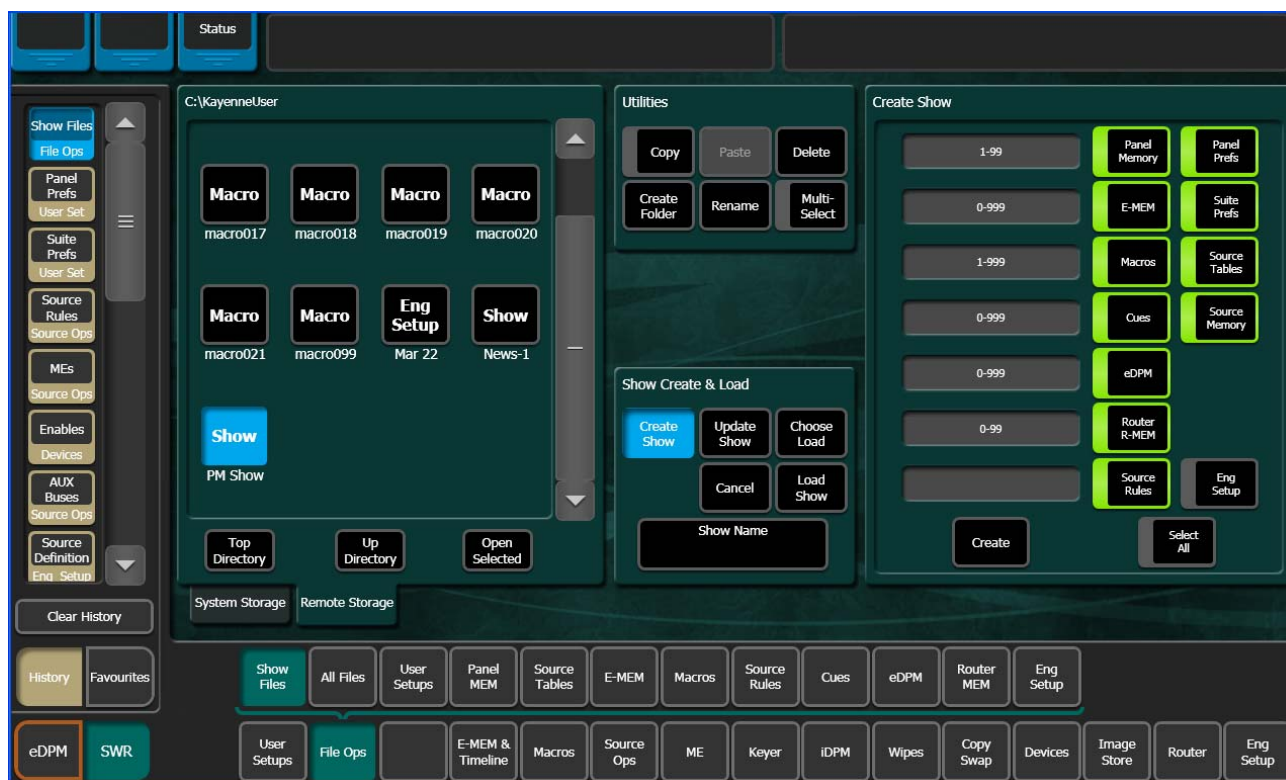 Status
Show Files
File Ops
Panel
Prefs
User Set
Suite
Prefs
User Set
Source
Rules
Source Ops
MEs
Source Ops
Enables
Devices
AUX
Buses
Source Ops
Source
Definition
Eng Setup
Clear History
History
Favourites
eDPM
SWR
C:\KayenneUser
Macro
Macro
Macro
Macro
macro017
macro018
macro019
macro020
Macro
Macro
Eng
Setup
Show
macro021
macro099
Mar 22
News-1
Show
PM Show
Top
Directory
Up
Directory
Open
Selected
System Storage
Remote Storage
Utilities
Copy
Paste
Delete
Create
Folder
Rename
Multi-
Select
Show Create & Load
Create
Show
Update
Show
Choose
Load
Cancel
Load
Show
Show Name
Create Show
1-99
Panel
Memory
Panel
Prefs
0-999
E-MEM
Suite
Prefs
1-999
Macros
Source
Tables
0-999
Cues
Source
Memory
0-999
eDPM
0-99
Router
R-MEM
Source
Rules
Eng
Setup
Create
Select
All
Show
Files
All Files
User
Setups
Panel
MEM
Source
Tables
E-MEM
Macros
Source
Rules
Cues
eDPM
Router
MEM
Eng
Setup
User
Setups
File Ops
E-MEM &
Timeline
Macros
Source
Ops
ME
Keyer
iDPM
Wipes
Copy
Swap
Devices
Image
Store
Router
Eng
Setup